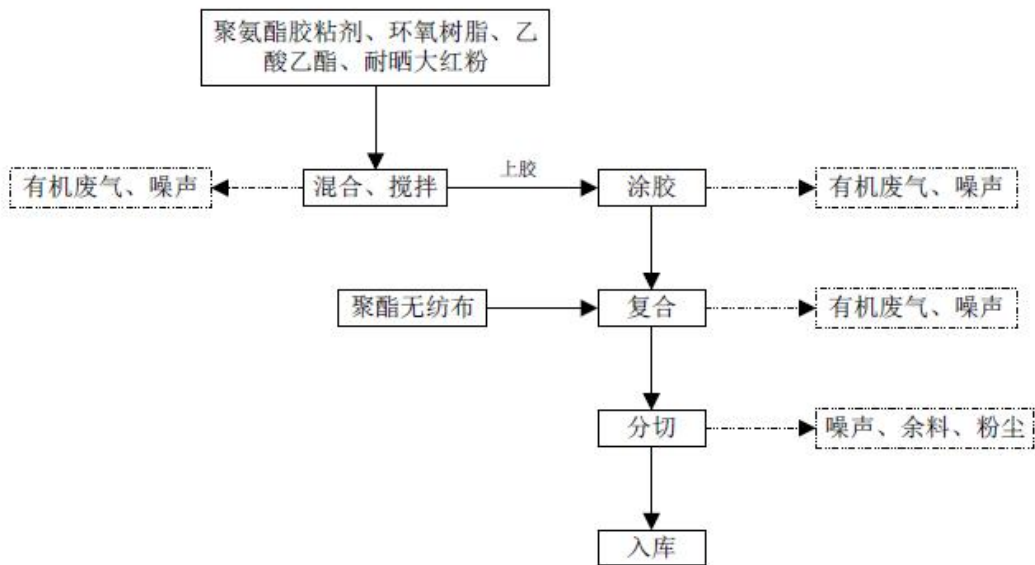 聚氨酯胶粘剂、环氧树脂、乙
酸乙酯、耐晒大红粉
有机废气、噪声
混合、搅拌
上胶
涂胶
有机废气、噪声
聚酯无纺布
复合
有机废气、噪声
分切
噪声、余料、粉尘
入库